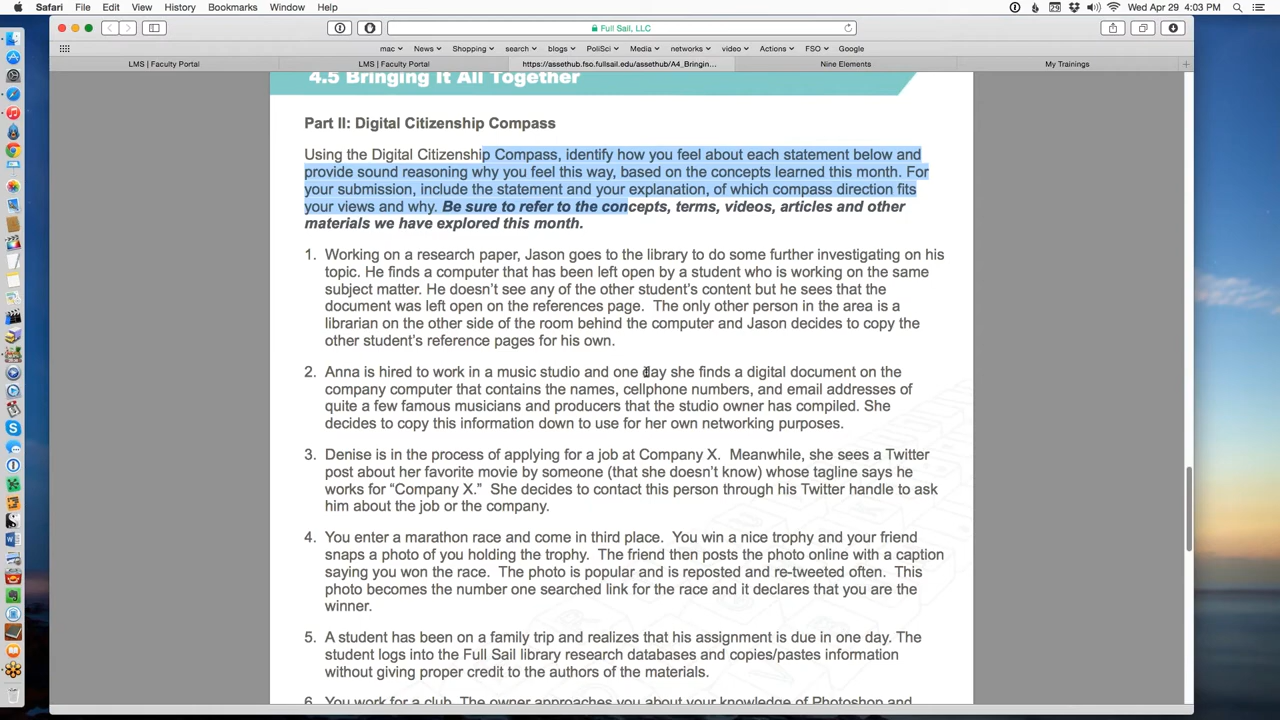 Safari File Edit View History Bookmarks Window Help Wed Apr 29 4:03 PM
Full Sail, LLC
mac News Shopping search blogs PoliSci Media networks video Actions FSO Google
LMS | Faculty Portal LMS | Faculty Portal https://assethub.fso.fullsail.edu/assethub/A4_Bringin... Nine Elements My Trainings
4.5 Bringing It All Together
Part II: Digital Citizenship Compass
Using the Digital Citizenship Compass, identify how you feel about each statement below and
provide sound reasoning why you feel this way, based on the concepts learned this month. For
your submission, include the statement and your explanation, of which compass direction fits
your views and why. Be sure to refer to the concepts, terms, videos, articles and other
materials we have explored this month.
1. Working on a research paper, Jason goes to the library to do some further investigating on his
topic. He finds a computer that has been left open by a student who is working on the same
subject matter. He doesn't see any of the other student's content but he sees that the
document was left open on the references page. The only other person in the area is a
librarian on the other side of the room behind the computer and Jason decides to copy the
other student's reference pages for his own.
2. Anna is hired to work in a music studio and one day she finds a digital document on the
company computer that contains the names, cellphone numbers, and email addresses of
quite a few famous musicians and producers that the studio owner has compiled. She
decides to copy this information down to use for her own networking purposes.
3. Denise is in the process of applying for a job at Company X. Meanwhile, she sees a Twitter
post about her favorite movie by someone (that she doesn't know) whose tagline says he
works for "Company X." She decides to contact this person through his Twitter handle to ask
him about the job or the company.
4. You enter a marathon race and come in third place. You win a nice trophy and your friend
snaps a photo of you holding the trophy. The friend then posts the photo online with a caption
saying you won the race. The photo is popular and is reposted and re-tweeted often. This
photo becomes the number one searched link for the race and it declares that you are the
winner.
5. A student has been on a family trip and realizes that his assignment is due in one day. The
student logs into the Full Sail library research databases and copies/pastes information
without giving proper credit to the authors of the materials.
6. You work for a club. The owner approaches you about your knowledge of Photoshop and